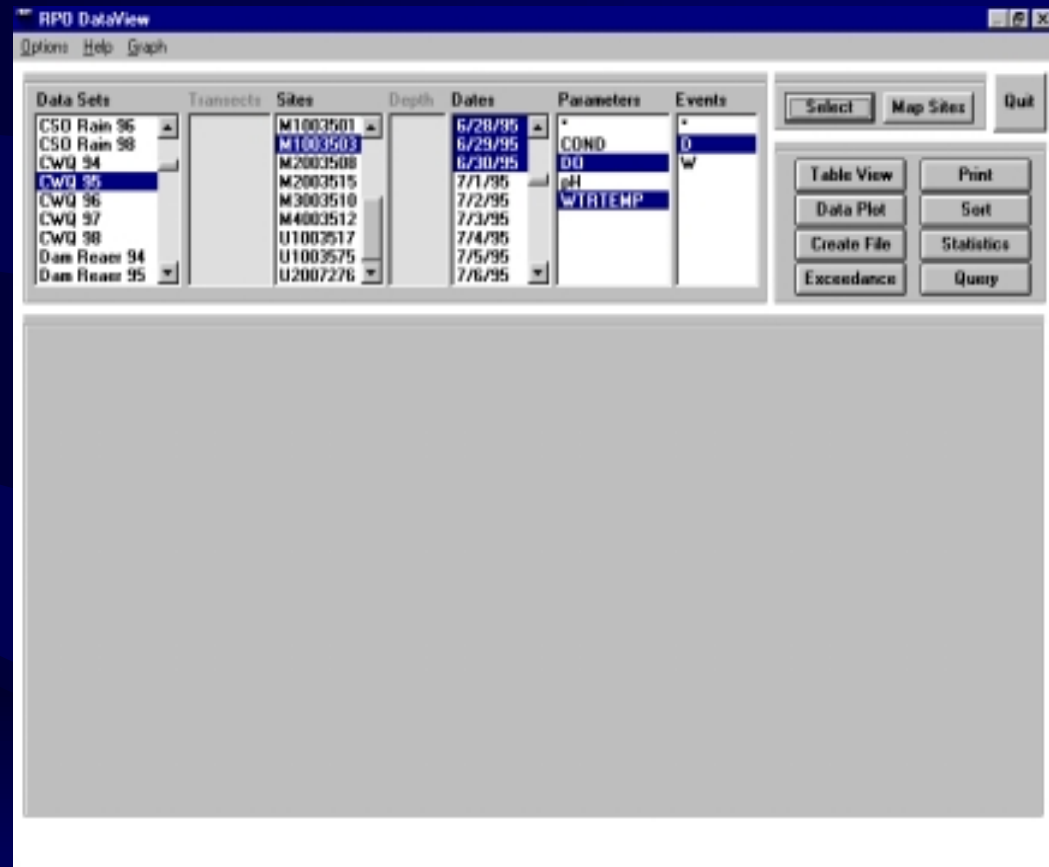 RPO DataView
Options Help Graph
Data Sets Transects Sites Depth Dates Parameters Events
CSO Rain 96
CSO Rain 98
CWQ 94
CWQ 95
CWQ 96
CWQ 97
CWQ 98
Dam Reaer 94
Dam Reaer 95
M1003501
M1003503
M2003508
M2003515
M3003510
M4003512
U1003517
U1003575
U2007276
6/28/95
6/29/95
6/30/95
7/1/95
7/2/95
7/3/95
7/4/95
7/5/95
7/6/95
*
COND
DO
pH
WTRTEMP
*
D
W
Select Map Sites Quit
Table View Print
Data Plot Sort
Create File Statistics
Exceedance Query